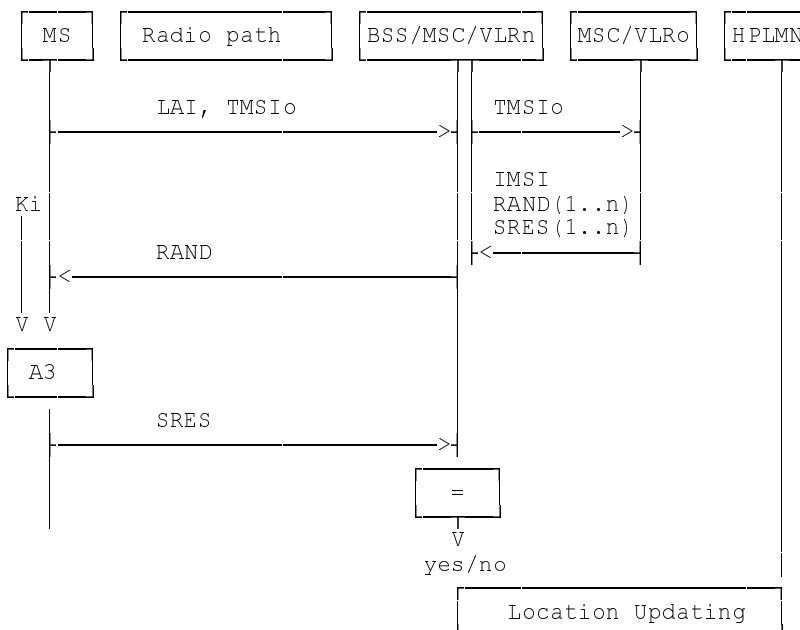 MS Radio path BSS/MSC/VLRn MSC/VLRo HPLMN
LAI, TMSIo TMSIo
IMSI
Ki RAND(1..n)
SRES(1..n)
RAND
V V
A3
SRES
=
V
yes/no
Location Updating